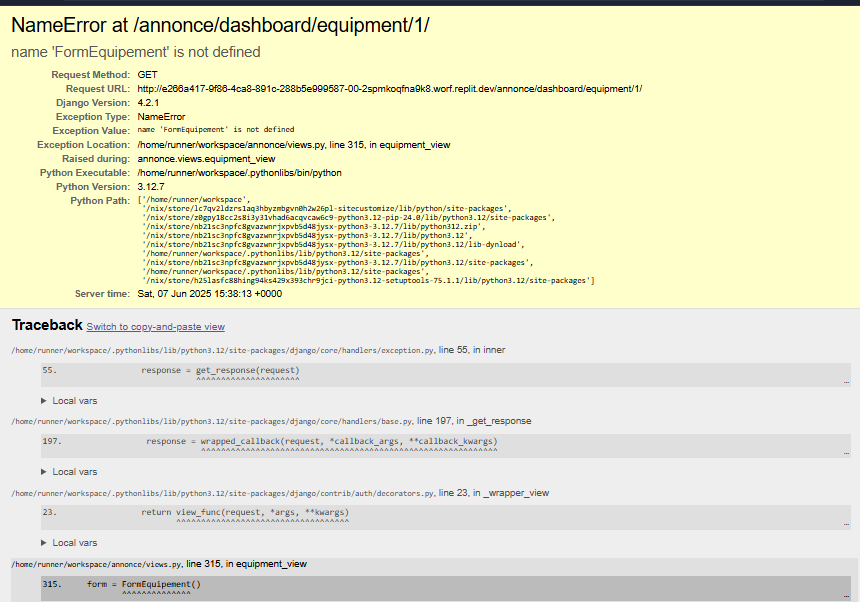 NameError at /annonce/dashboard/equipment/1/
name 'FormEquipement' is not defined
Request Method: GET
Request URL: http://e266a417-9f86-4ca8-891c-288b5e999587-00-2spmkoqfna9k8.worf.replit.dev/annonce/dashboard/equipment/1/
Django Version: 4.2.1
Exception Type: NameError
Exception Value: name 'FormEquipement' is not defined
Exception Location: /home/runner/workspace/annonce/views.py, line 315, in equipment_view
Raised during: annonce.views.equipment_view
Python Executable: /home/runner/workspace/.pythonlibs/bin/python
Python Version: 3.12.7
Python Path: ['/home/runner/workspace',
'/nix/store/lc7qv2ldzrs1aq3hbyzmbgvn0h2w26pl-sitecustomize/lib/python/site-packages',
'/nix/store/z0gpy18cc2s8i3y31vhad6acqvcaw6c9-python3.12-pip-24.0/lib/python3.12/site-packages',
'/nix/store/nb21sc3npfc8gvazwnrjxpvb5d48jysx-python3-3.12.7/lib/python312.zip',
'/nix/store/nb21sc3npfc8gvazwnrjxpvb5d48jysx-python3-3.12.7/lib/python3.12',
'/nix/store/nb21sc3npfc8gvazwnrjxpvb5d48jysx-python3-3.12.7/lib/python3.12/lib-dynload',
'/home/runner/workspace/.pythonlibs/lib/python3.12/site-packages',
'/nix/store/nb21sc3npfc8gvazwnrjxpvb5d48jysx-python3-3.12.7/lib/python3.12/site-packages',
'/home/runner/workspace/.pythonlibs/lib/python3.12/site-packages',
'/nix/store/h25lasfc88hing94ks429x393chr9jci-python3.12-setuptools-75.1.1/lib/python3.12/site-packages']
Server time: Sat, 07 Jun 2025 15:38:13 +0000
Traceback Switch to copy-and-paste view
/home/runner/workspace/.pythonlibs/lib/python3.12/site-packages/django/core/handlers/exception.py, line 55, in inner
55. response = get_response(request)
^^^^^^^^^^^^^^^^^^^^^
…
▶ Local vars
/home/runner/workspace/.pythonlibs/lib/python3.12/site-packages/django/core/handlers/base.py, line 197, in _get_response
197. response = wrapped_callback(request, *callback_args, **callback_kwargs)
^^^^^^^^^^^^^^^^^^^^^^^^^^^^^^^^^^^^^^^^^^^^^^^^^^^^^^^^^^^^^
…
▶ Local vars
/home/runner/workspace/.pythonlibs/lib/python3.12/site-packages/django/contrib/auth/decorators.py, line 23, in _wrapper_view
23. return view_func(request, *args, **kwargs)
^^^^^^^^^^^^^^^^^^^^^^^^^^^^^^^^^^^
…
▶ Local vars
/home/runner/workspace/annonce/views.py, line 315, in equipment_view
315. form = FormEquipement()
^^^^^^^^^^^^^^
…